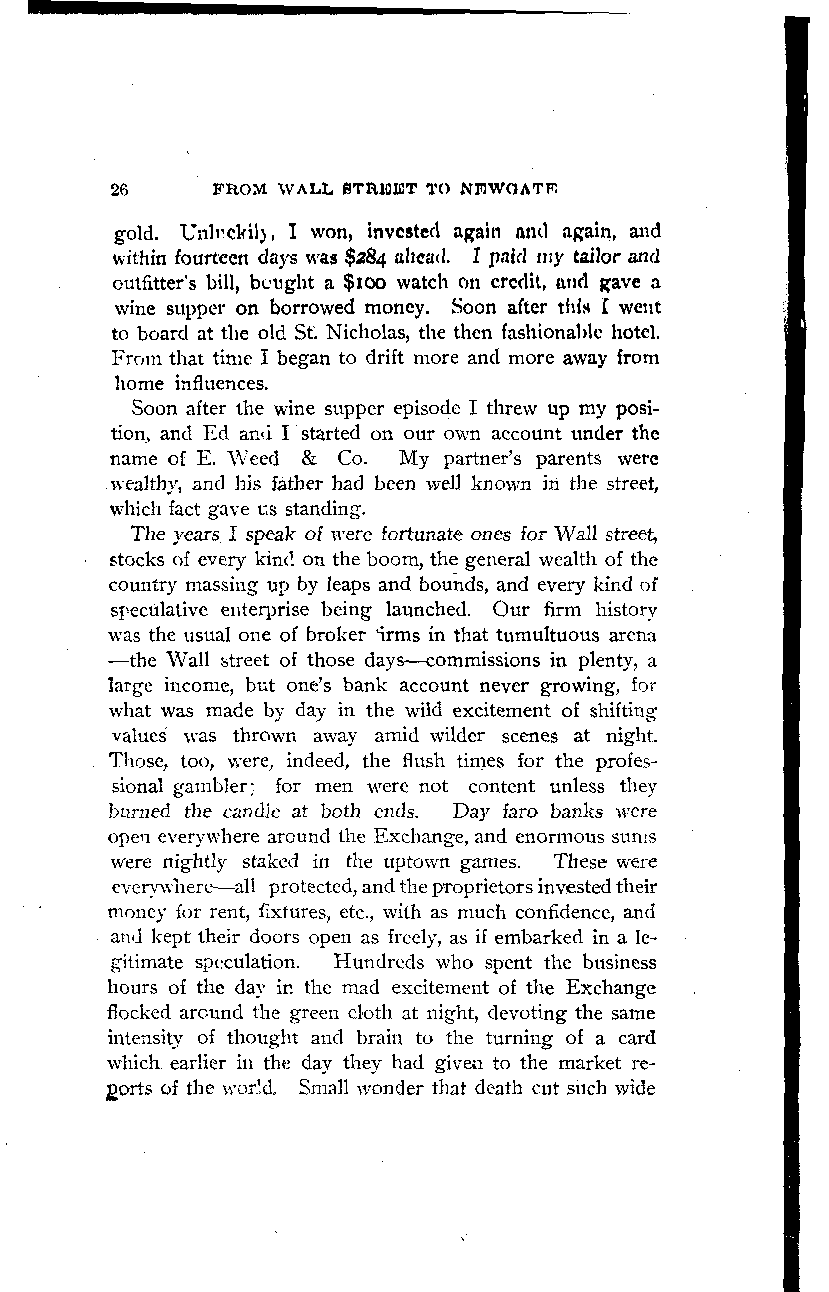 26 FROM WALL STREET TO NEWGATE
gold. Unluckily, I won, invested again and again, and
within fourteen days was $284 ahead. I paid my tailor and
outfitter's bill, bought a $100 watch on credit, and gave a
wine supper on borrowed money. Soon after this I went
to board at the old St. Nicholas, the then fashionable hotel.
From that time I began to drift more and more away from
home influences.
Soon after the wine supper episode I threw up my posi-
tion, and Ed and I started on our own account under the
name of E. Weed & Co. My partner's parents were
wealthy, and his father had been well known in the street,
which fact gave us standing.
The years I speak of were fortunate ones for Wall street,
stocks of every kind on the boom, the general wealth of the
country massing up by leaps and bounds, and every kind of
speculative enterprise being launched. Our firm history
was the usual one of broker firms in that tumultuous arena
—the Wall street of those days—commissions in plenty, a
large income, but one's bank account never growing, for
what was made by day in the wild excitement of shifting
values was thrown away amid wilder scenes at night.
Those, too, were, indeed, the flush times for the profes-
sional gambler; for men were not content unless they
burned the candle at both ends. Day faro banks were
open everywhere around the Exchange, and enormous sums
were nightly staked in the uptown games. These were
everywhere—all protected, and the proprietors invested their
money for rent, fixtures, etc., with as much confidence, and
and kept their doors open as freely, as if embarked in a le-
gitimate speculation. Hundreds who spent the business
hours of the day in the mad excitement of the Exchange
flocked around the green cloth at night, devoting the same
intensity of thought and brain to the turning of a card
which earlier in the day they had given to the market re-
ports of the world. Small wonder that death cut such wide